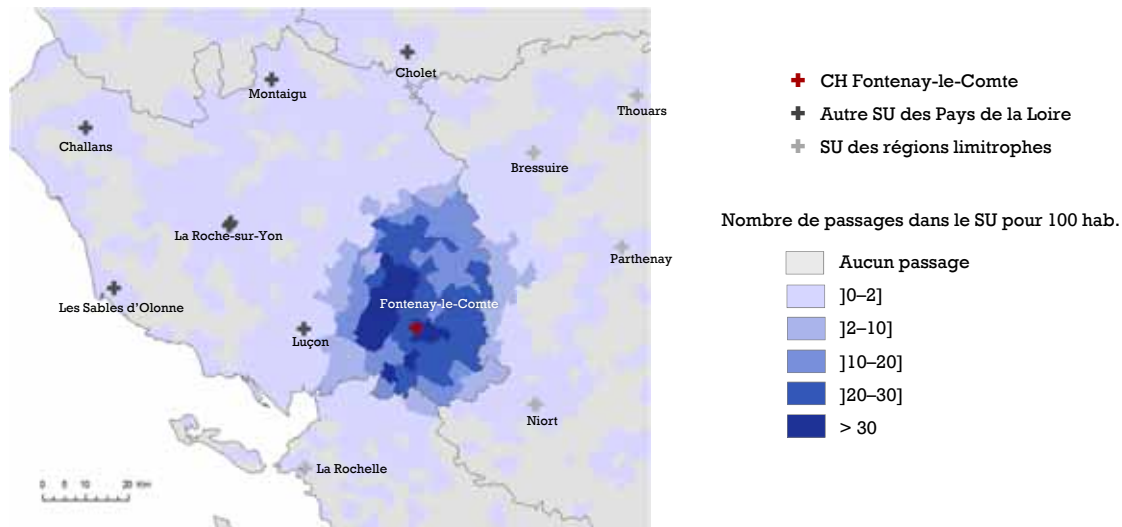 Cholet
Montaigu
Thouars
Challans
Bressuire
La Roche-sur-Yon
Parthenay
Les Sables d'Olonne
Fontenay-le-Comte
Luçon
Niort
La Rochelle
0 5 10 20 Km
CH Fontenay-le-Comte
Autre SU des Pays de la Loire
SU des régions limitrophes
Nombre de passages dans le SU pour 100 hab.
Aucun passage
]0–2]
]2–10]
]10–20]
]20–30]
> 30